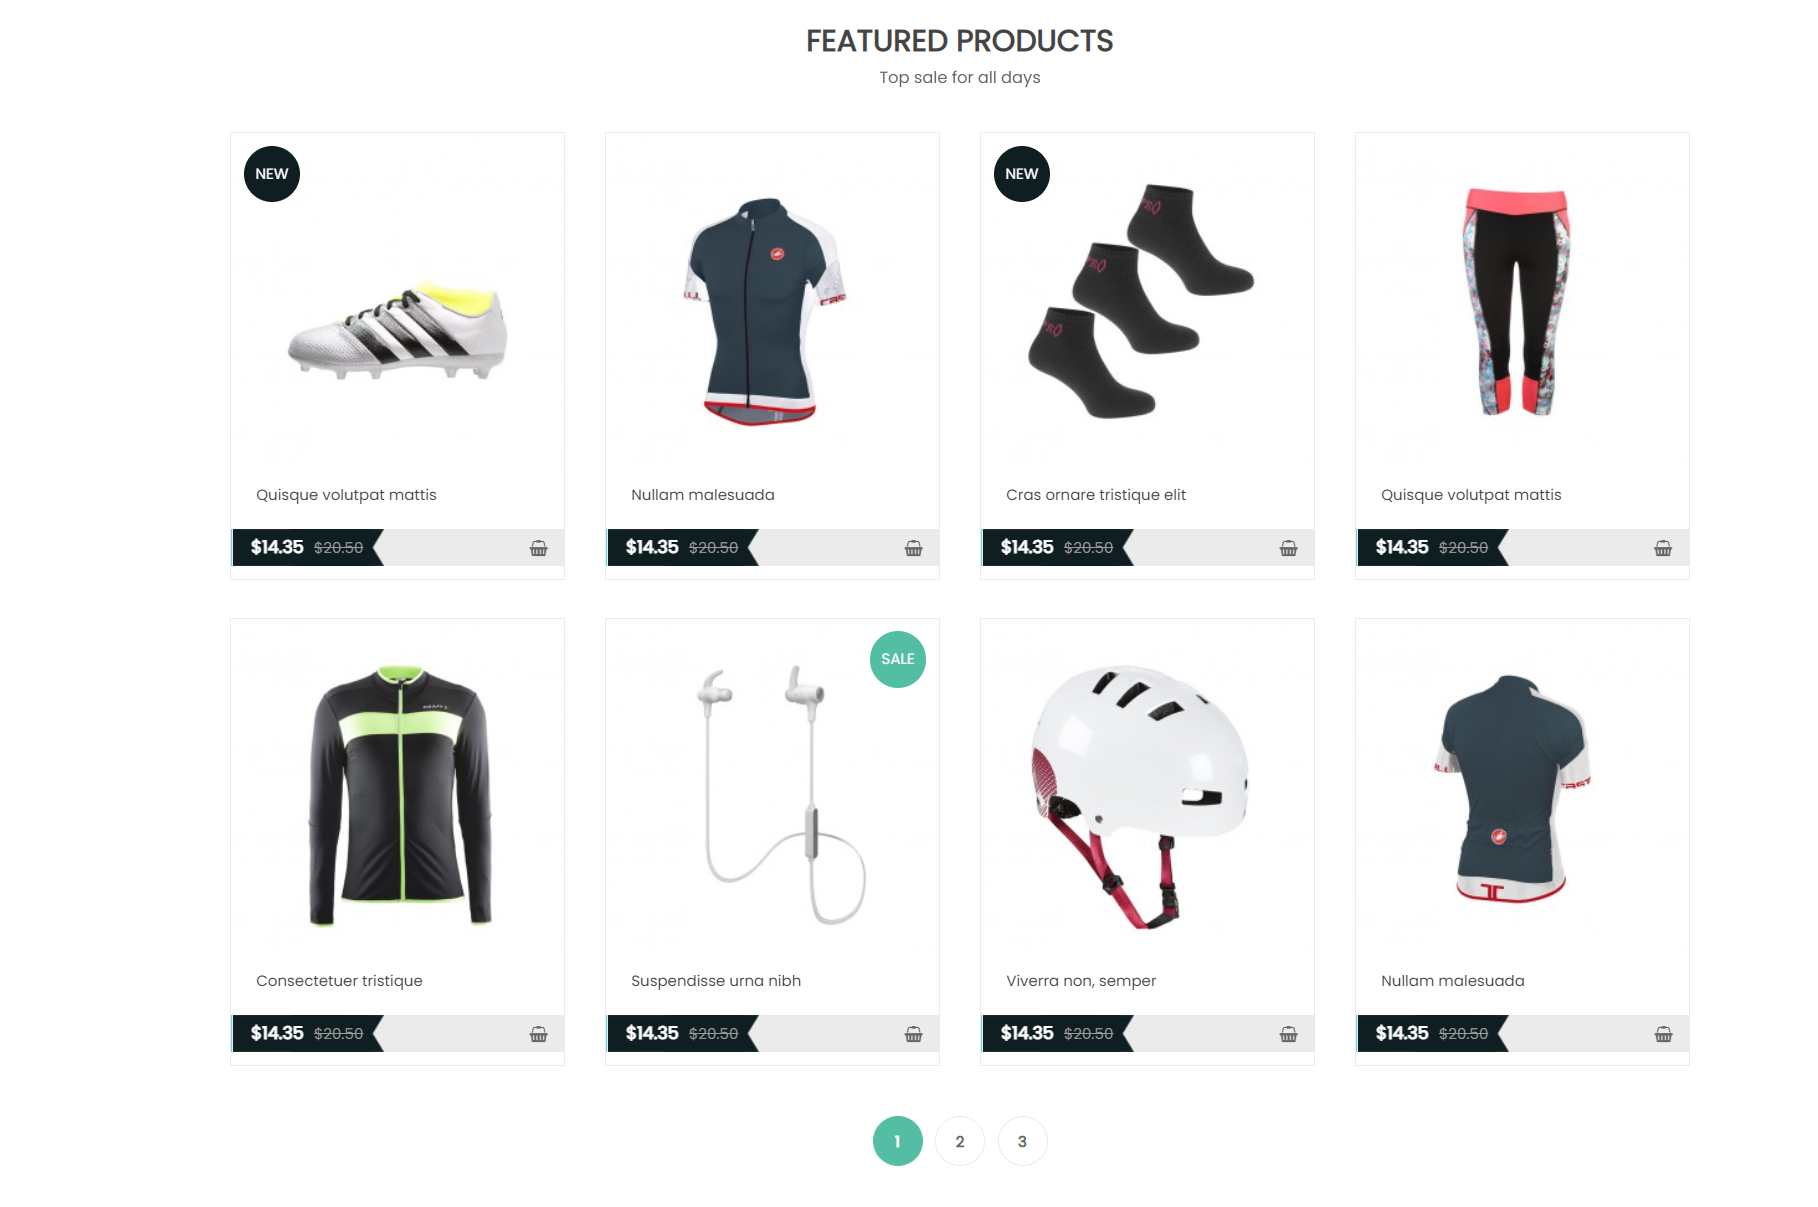 FEATURED PRODUCTS
Top sale for all days
NEW
Quisque volutpat mattis
$14.35 $20.50
Nullam malesuada
$14.35 $20.50
NEW
PRO
PRO
PRO
Cras ornare tristique elit
$14.35 $20.50
Quisque volutpat mattis
$14.35 $20.50
Consectetuer tristique
$14.35 $20.50
SALE
Suspendisse urna nibh
$14.35 $20.50
Viverra non, semper
$14.35 $20.50
Nullam malesuada
$14.35 $20.50
1 2 3